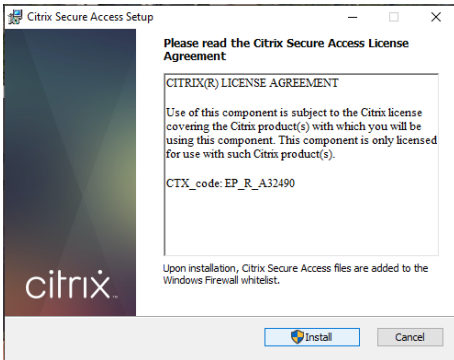 Citrix Secure Access Setup
Please read the Citrix Secure Access License
Agreement
CITRIX(R) LICENSE AGREEMENT
Use of this component is subject to the Citrix license
covering the Citrix product(s) with which you will be
using this component. This component is only licensed
for use with such Citrix product(s).
CTX_code: EP_R_A32490
citrix
Upon installation, Citrix Secure Access files are added to the
Windows Firewall whitelist.
Install
Cancel